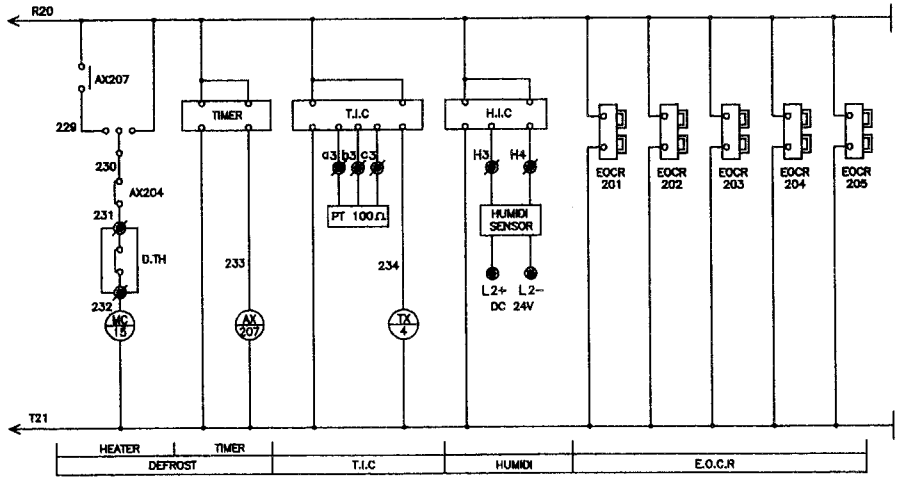 R20
AX207
229
TIMER
T.I.C
H.I.C
a3 b3 c3
H3 H4
230
EOCR 201
EOCR 202
EOCR 203
EOCR 204
EOCR 205
AX204
PT 100Ω
HUMIDI
SENSOR
231
D.TH
233
234
L2+ L2-
DC 24V
232
MC
15
AX
207
TX
4
T21
HEATER TIMER
DEFROST T.I.C HUMIDI E.O.C.R